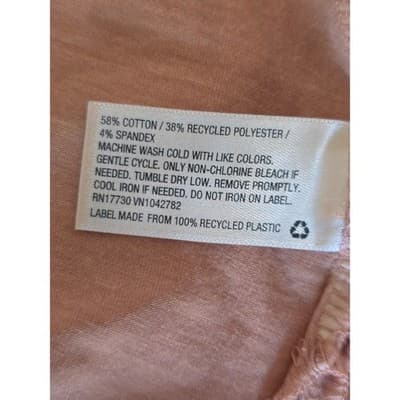 58% COTTON / 38% RECYCLED POLYESTER /
4% SPANDEX
MACHINE WASH COLD WITH LIKE COLORS.
GENTLE CYCLE. ONLY NON-CHLORINE BLEACH IF
NEEDED. TUMBLE DRY LOW. REMOVE PROMPTLY.
COOL IRON IF NEEDED. DO NOT IRON ON LABEL.
RN17730 VN1042782
LABEL MADE FROM 100% RECYCLED PLASTIC